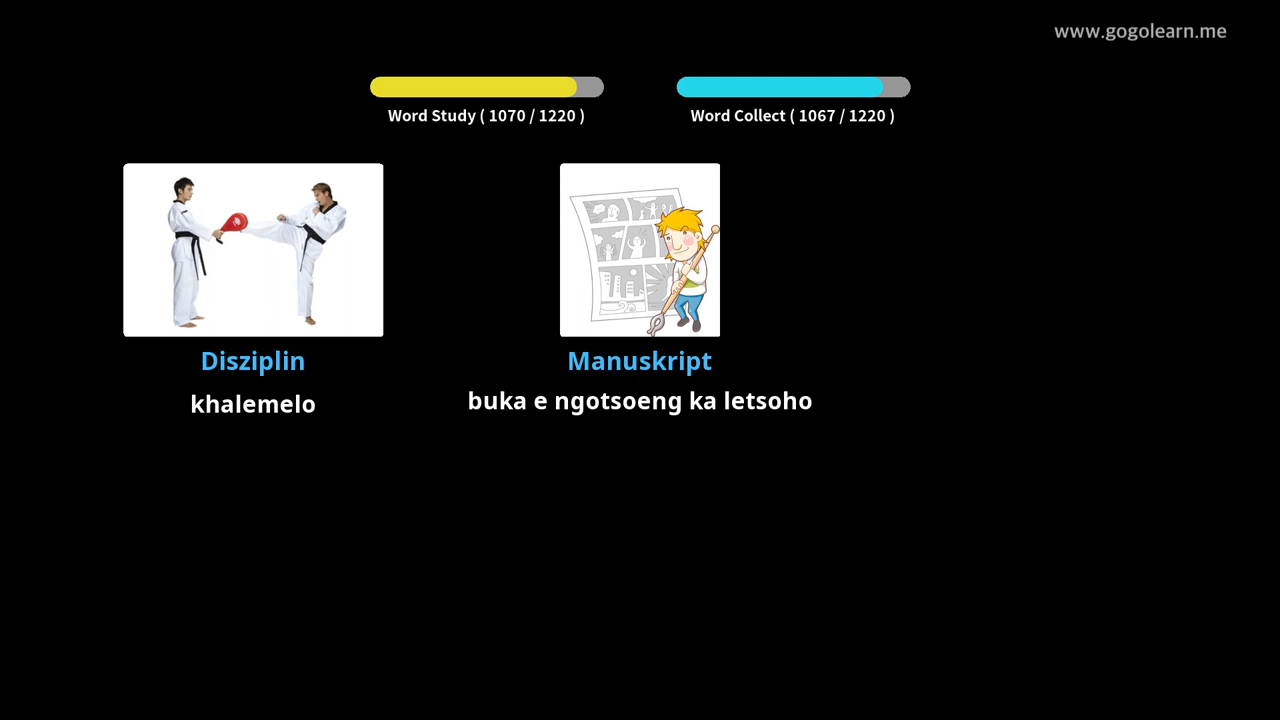 www.gogolearn.me
Word Study ( 1070 / 1220 )
Word Collect ( 1067 / 1220 )
Disziplin
khalemelo
Manuskript
buka e ngotsoeng ka letsoho